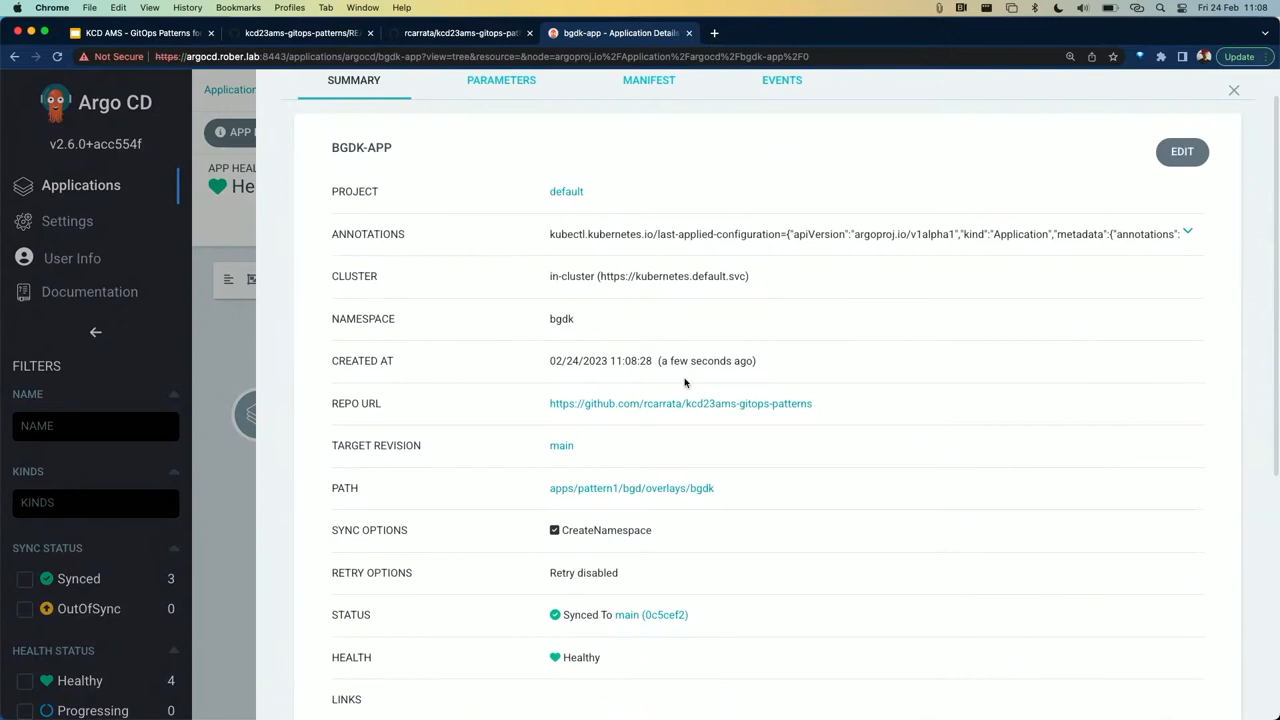 Chrome File Edit View History Bookmarks Profiles Tab Window Help Fri 24 Feb 11:08
KCD AMS - GitOps Patterns fo × kcd23ams-gitops-patterns/RE × rcarrata/kcd23ams-gitops-pat × bgdk-app - Application Details × +
Not Secure https://argocd.rober.lab:8443/applications/argocd/bgdk-app?view=tree&resource=&node=argoproj.io%2FApplication%2Fargocd%2Fbgdk-app%2F0 Update
Argo CD
v2.6.0+acc554f
Applications
Settings
User Info
Documentation
FILTERS
NAME
NAME
KINDS
KINDS
SYNC STATUS
Synced 3
OutOfSync 0
HEALTH STATUS
Healthy 4
Progressing 0
Application
APP
APP HEAL
He
SUMMARY PARAMETERS MANIFEST EVENTS
BGDK-APP EDIT
PROJECT default
ANNOTATIONS kubectl.kubernetes.io/last-applied-configuration={"apiVersion":"argoproj.io/v1alpha1","kind":"Application","metadata":{"annotations":
CLUSTER in-cluster (https://kubernetes.default.svc)
NAMESPACE bgdk
CREATED AT 02/24/2023 11:08:28 (a few seconds ago)
REPO URL https://github.com/rcarrata/kcd23ams-gitops-patterns
TARGET REVISION main
PATH apps/pattern1/bgd/overlays/bgdk
SYNC OPTIONS CreateNamespace
RETRY OPTIONS Retry disabled
STATUS Synced To main (0c5cef2)
HEALTH Healthy
LINKS